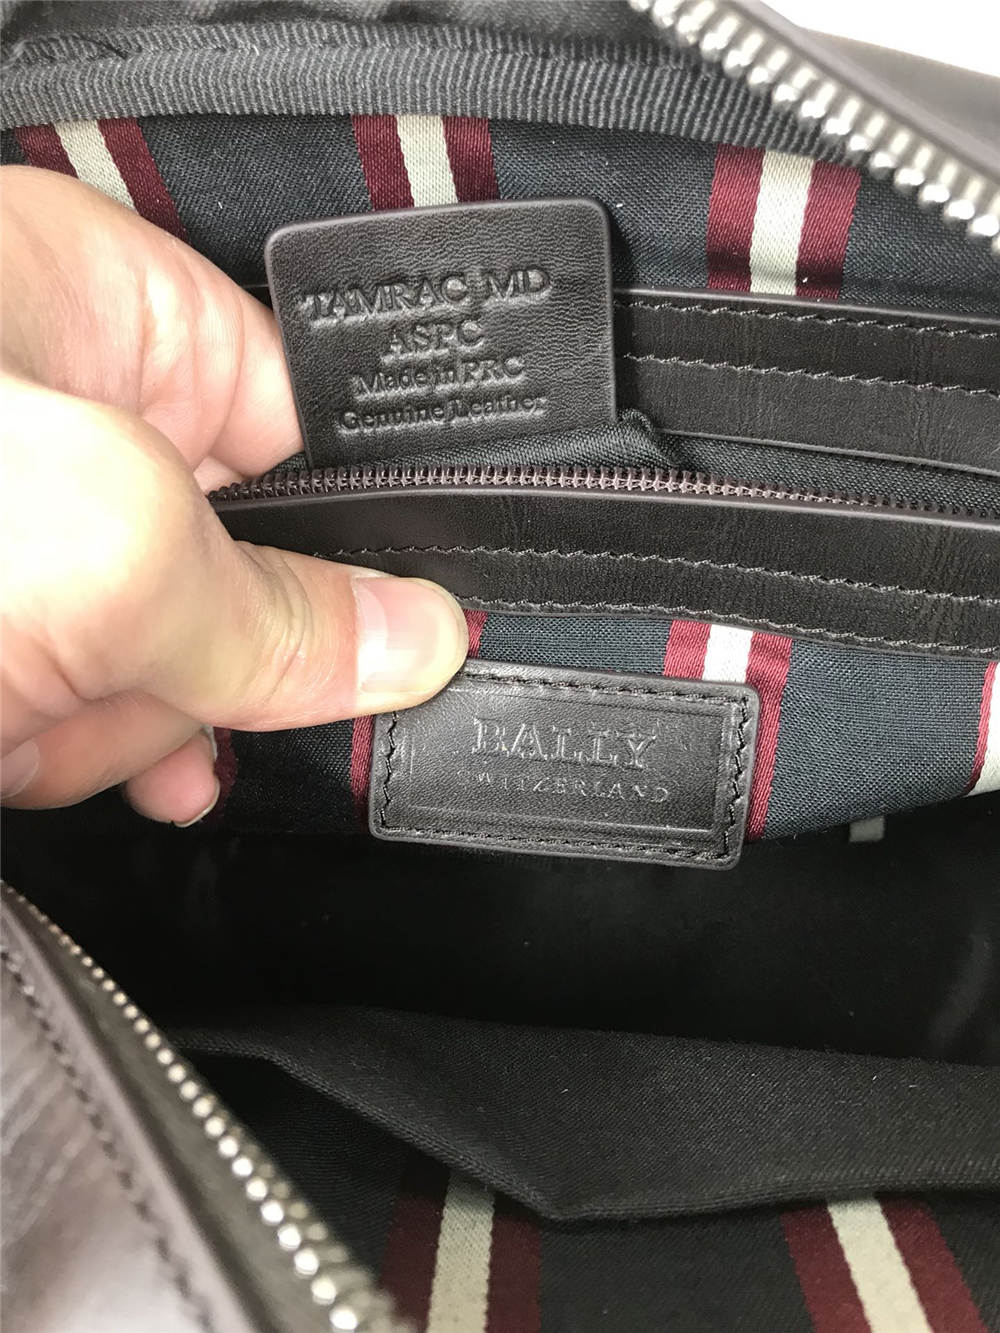 TAMRAC MD
ASPC
Made in PRC
Genuine Leather
BALLY
SWITZERLAND